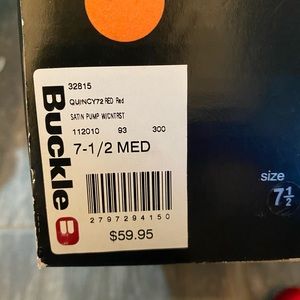 32815
QUINCY72 RED Red
SATIN PUMP W/CNTRST
112010 93 300
7-1/2 MED
Buckle B
2797294150
$59.95
size
7½